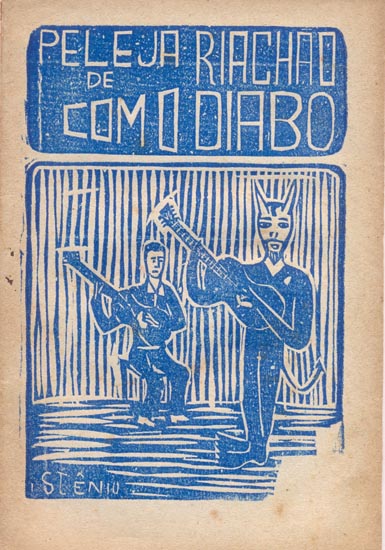 PELEJA RIACHÃO
DE
COM O DIABO
STÊNIO